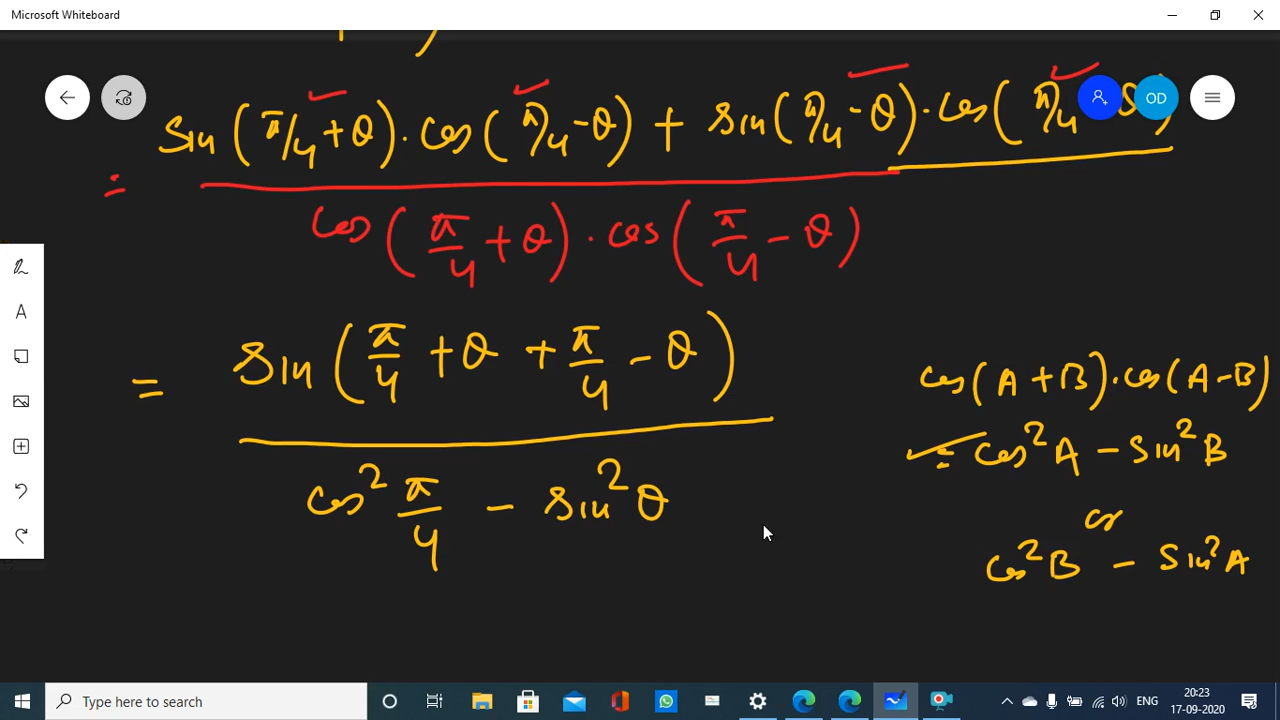 Microsoft Whiteboard
sin(π/4+θ).cos(π/4-θ) + sin(π/4-θ).cos(π/4
OD
=
cos(π/4+θ).cos(π/4-θ)
= sin(π/4+θ+π/4-θ)
cos²π/4 - sin²θ
cos(A+B).cos(A-B)
= cos²A - sin²B
or
cos²B - sin²A
Type here to search
ENG
20:23
17-09-2020